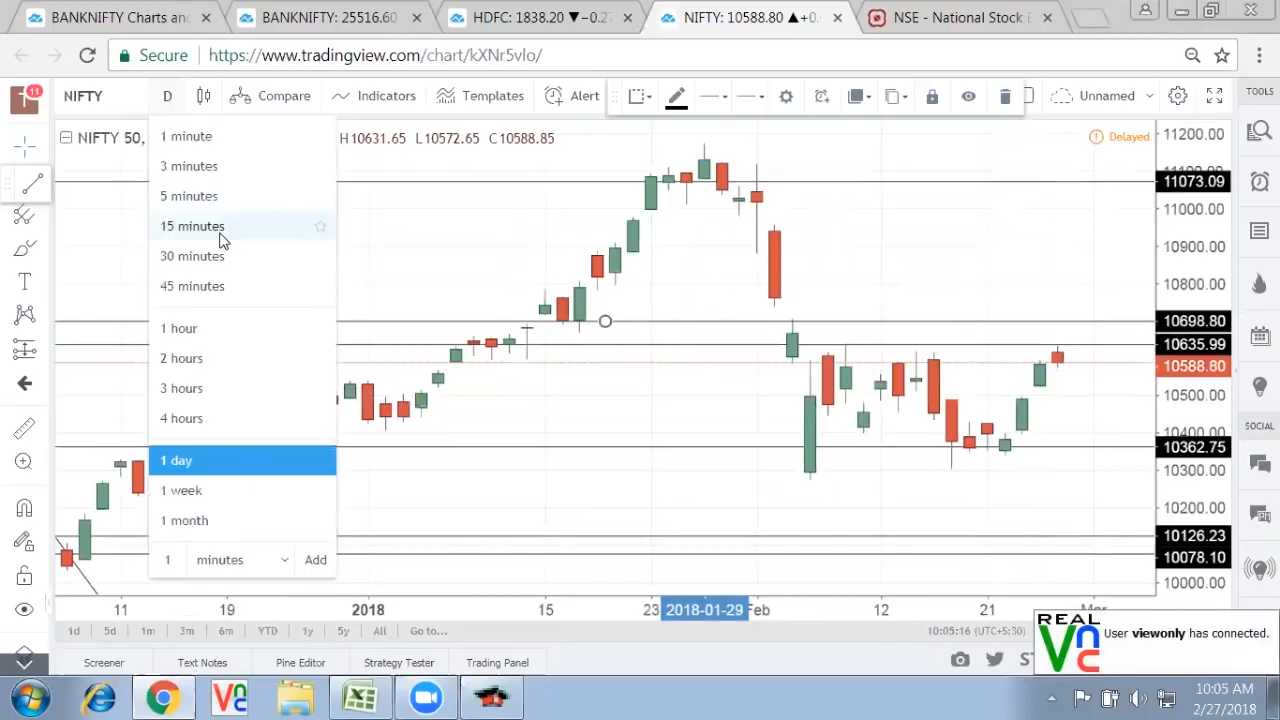 BANKNIFTY Charts and
BANKNIFTY: 25516.60
HDFC: 1838.20 ▼−0.27
NIFTY: 10588.80 ▲+0.
NSE - National Stock E
Secure
https://www.tradingview.com/chart/kXNr5vlo/
11
NIFTY
D
Compare
Indicators
Templates
Alert
Unnamed
TOOLS
NIFTY 50,
H10631.65 L10572.65 C10588.85
Delayed
1 minute
3 minutes
5 minutes
15 minutes
30 minutes
45 minutes
1 hour
2 hours
3 hours
4 hours
1 day
1 week
1 month
1
minutes
Add
11200.00
11073.09
11000.00
10900.00
10800.00
10698.80
10635.99
10588.80
10500.00
10400.00
10362.75
10300.00
10200.00
10126.23
10078.10
10000.00
SOCIAL
11
19
2018
15
23
2018-01-29
Feb
12
21
Mar
1d 5d 1m 3m 6m YTD 1y 5y All Go to...
10:05:16 (UTC+5:30)
Screener
Text Notes
Pine Editor
Strategy Tester
Trading Panel
REAL
VNC
User viewonly has connected.
10:05 AM
2/27/2018